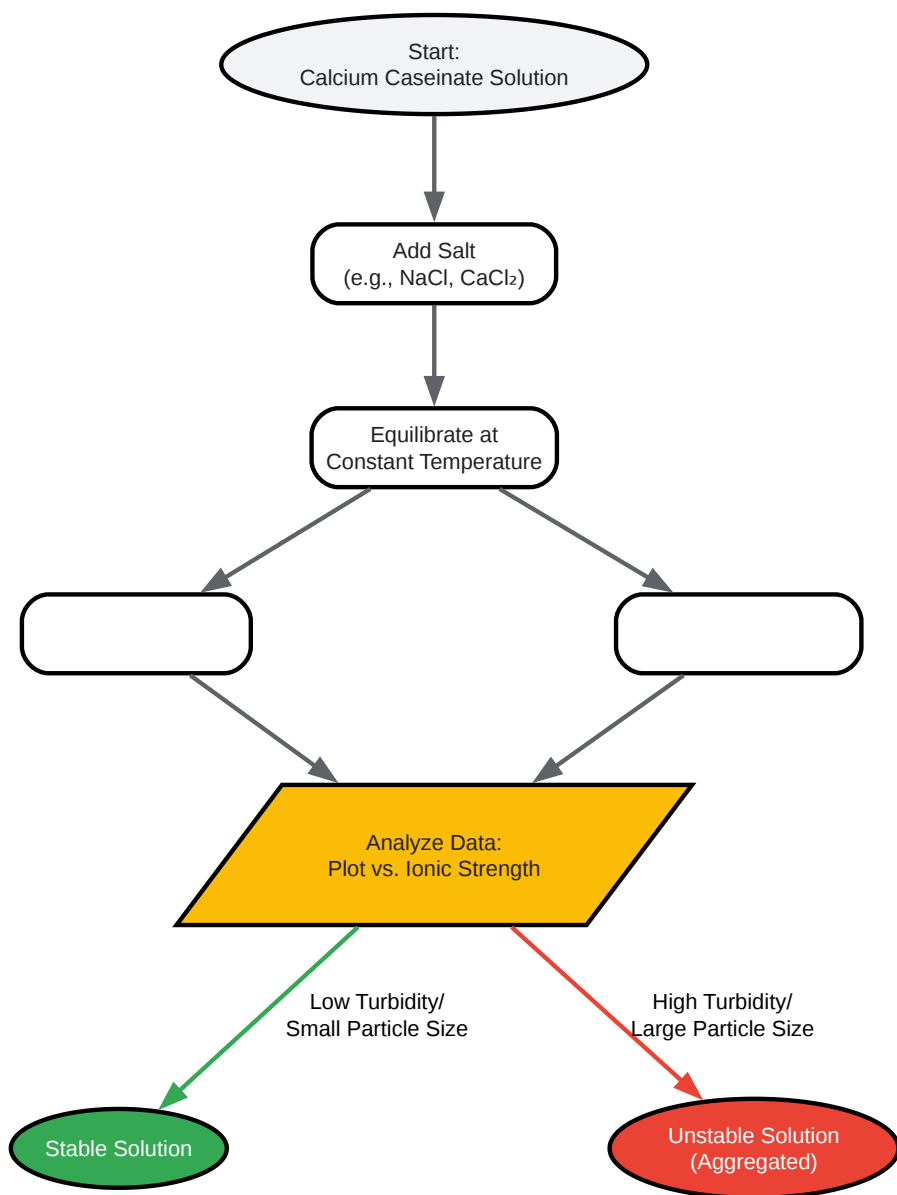 Start:
Calcium Caseinate Solution
Add Salt
(e.g., NaCl, CaCl₂)
Equilibrate at
Constant Temperature
Analyze Data:
Plot vs. Ionic Strength
Low Turbidity/
Small Particle Size
High Turbidity/
Large Particle Size
Stable Solution
Unstable Solution
(Aggregated)